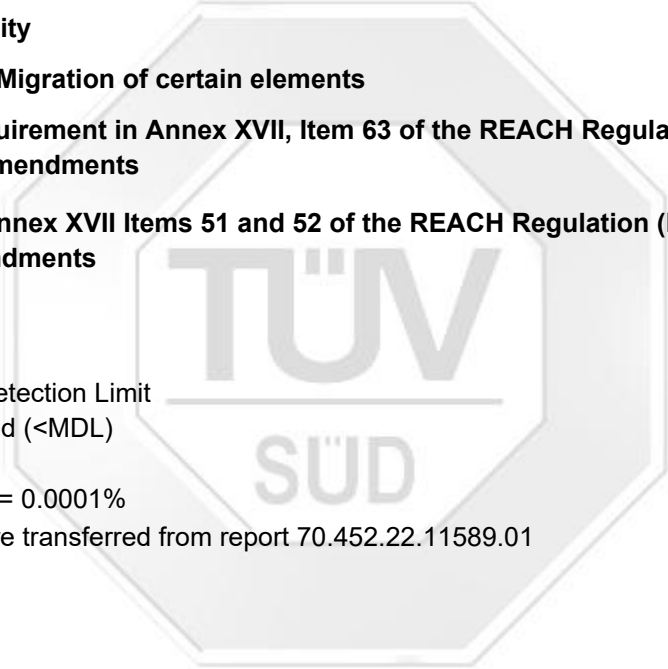 ity
Migration of certain elements
uirement in Annex XVII, Item 63 of the REACH Regula
mendments
nnex XVII Items 51 and 52 of the REACH Regulation (
ndments
TÜV
etection Limit
d (<MDL)
SÜD
= 0.0001%
e transferred from report 70.452.22.11589.01